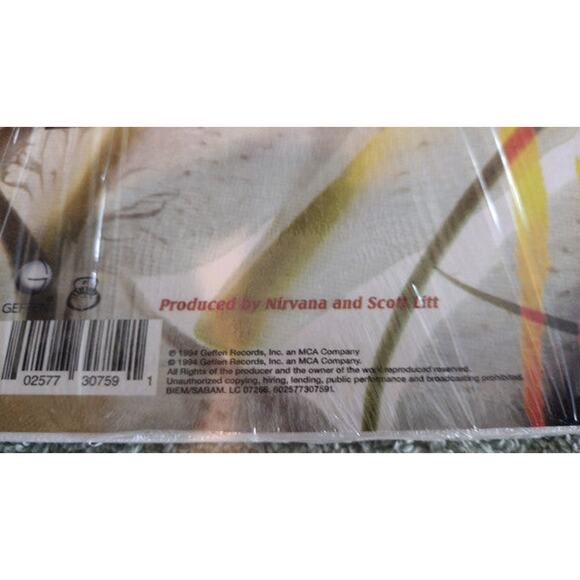 GEFFEN
Produced by Nirvana and Scott Litt
℗ 1994 Geffen Records, Inc. an MCA Company
© 1994 Geffen Records, Inc. an MCA Company.
All Rights of the producer and the owner of the work reproduced reserved.
Unauthorized copying, hiring, lending, public performance and broadcasting prohibited.
BIEM/SABAM. LC 07266. 602577307591.
02577 30759 1